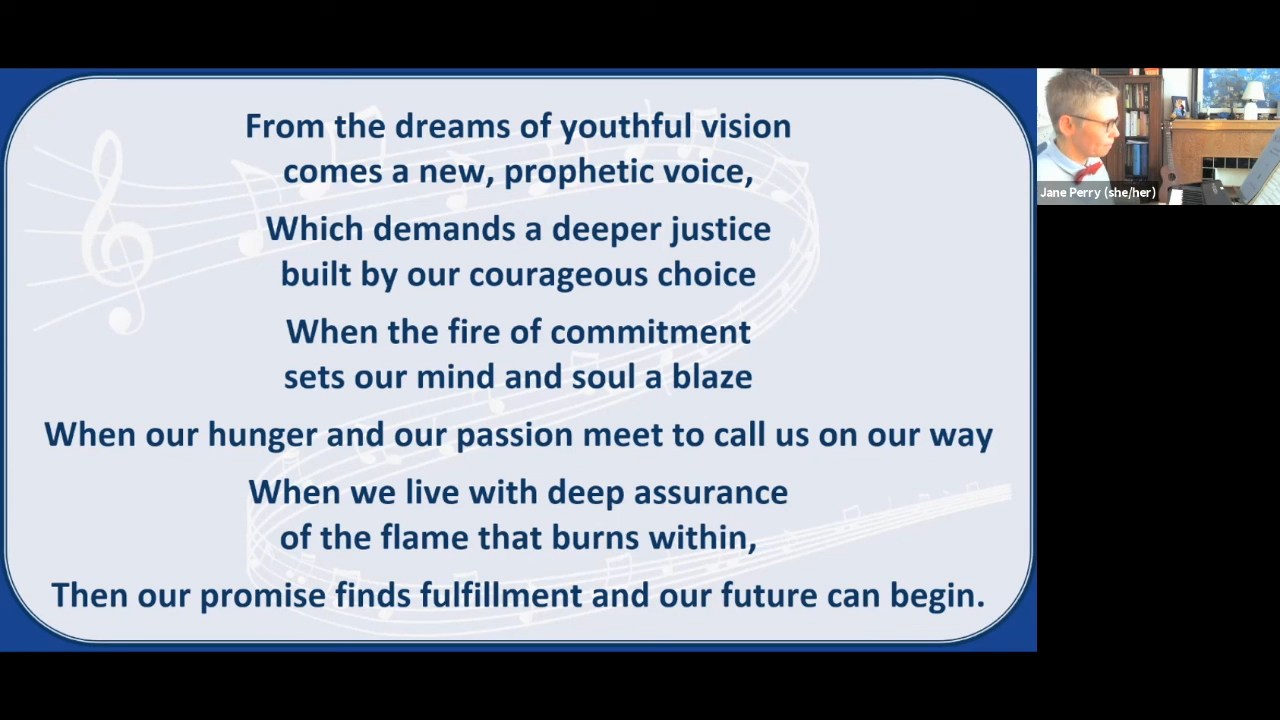 From the dreams of youthful vision
comes a new, prophetic voice,
Which demands a deeper justice
built by our courageous choice
When the fire of commitment
sets our mind and soul a blaze
When our hunger and our passion meet to call us on our way
When we live with deep assurance
of the flame that burns within,
Then our promise finds fulfillment and our future can begin.
Jane Perry (she/her)